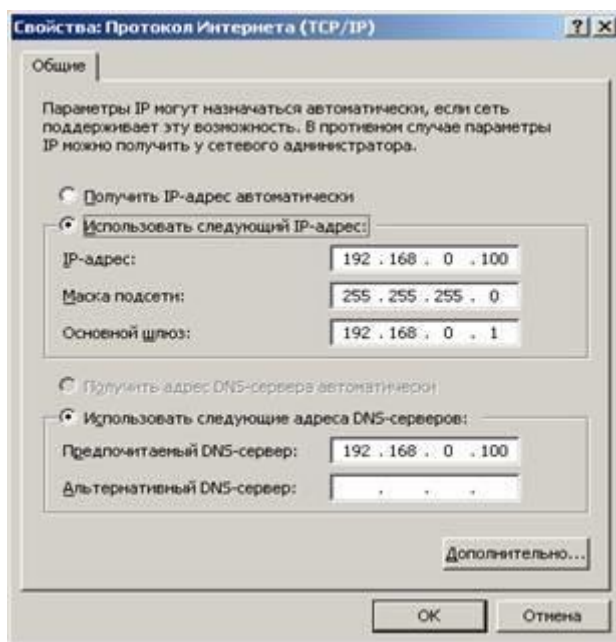 Свойства: Протокол Интернета (TCP/IP)
Общие
Параметры IP могут назначаться автоматически, если сеть
поддерживает эту возможность. В противном случае параметры
IP можно получить у сетевого администратора.
Получить IP-адрес автоматически
Использовать следующий IP-адрес:
IP-адрес: 192 . 168 . 0 . 100
Маска подсети: 255 . 255 . 255 . 0
Основной шлюз: 192 . 168 . 0 . 1
Получить адрес DNS-сервера автоматически
Использовать следующие адреса DNS-серверов:
Предпочитаемый DNS-сервер: 192 . 168 . 0 . 100
Альтернативный DNS-сервер: . . .
Дополнительно...
OK Отмена